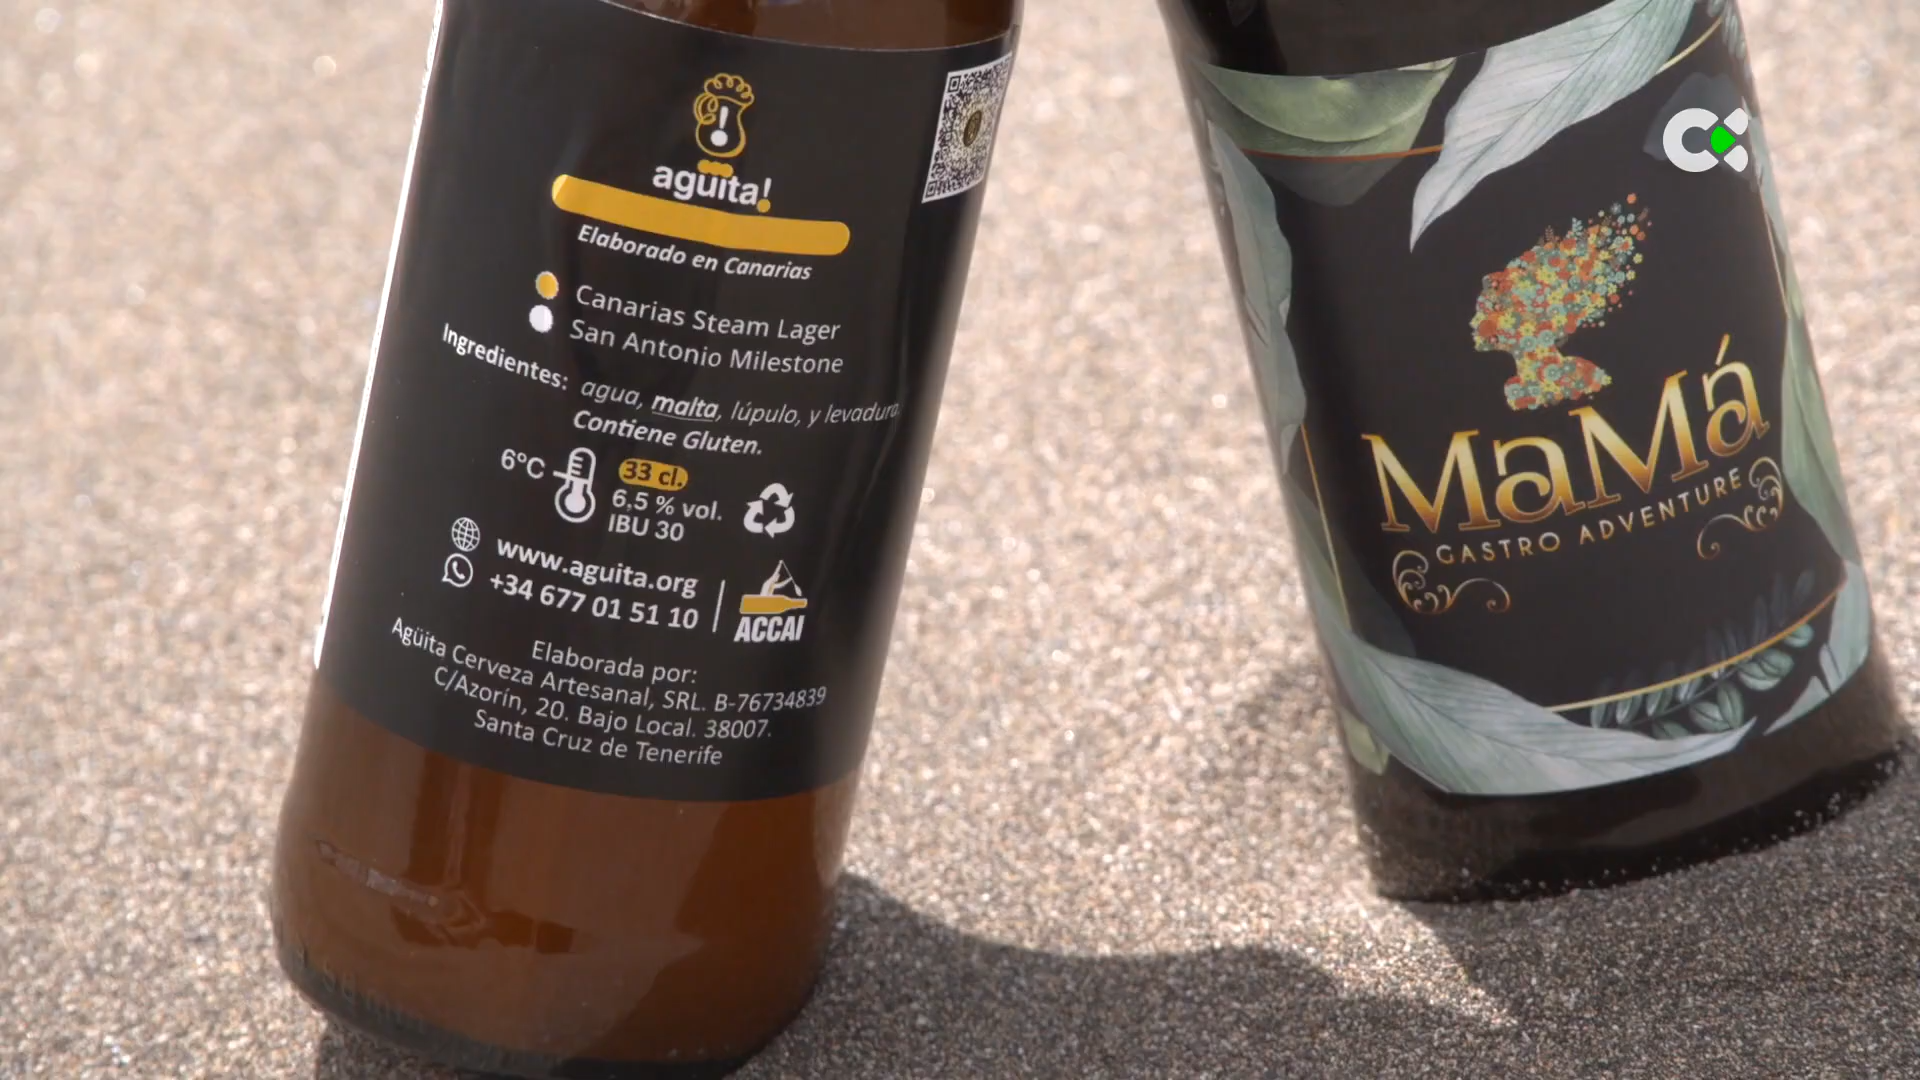 agüita!
Elaborado en Canarias
Canarias Steam Lager
San Antonio Milestone
Ingredientes: agua, malta, lúpulo, y levadura.
Contiene Gluten.
6ºC
33 cl.
6,5 % vol.
IBU 30
www.aguita.org
+34 677 01 51 10
ACCAI
Elaborada por:
Agüita Cerveza Artesanal, SRL. B-76734839
C/Azorín, 20. Bajo Local. 38007.
Santa Cruz de Tenerife
MaMá
GASTRO ADVENTURE